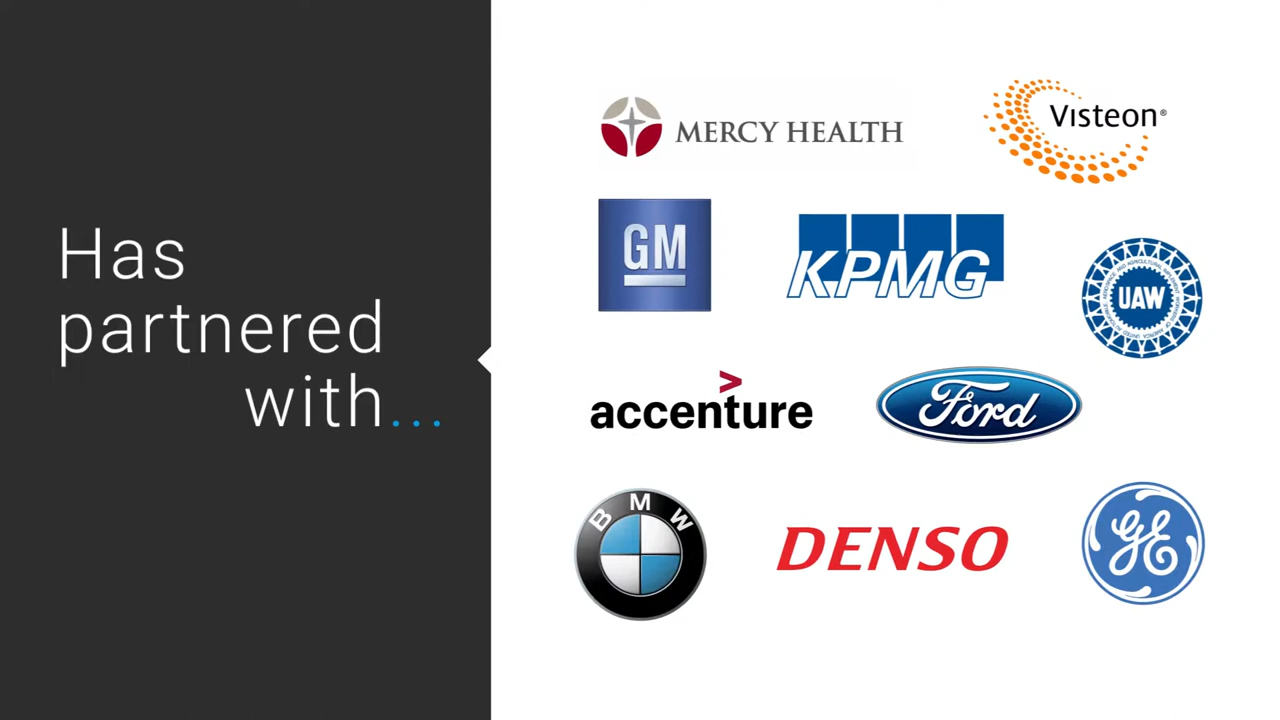 Has
partnered
with...
MERCY HEALTH
Visteon®
GM
KPMG
UAW
accenture
>
Ford
BMW
DENSO
GE